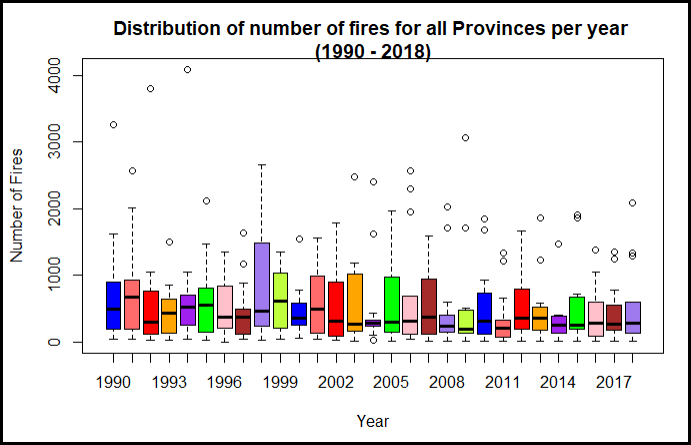 Distribution of number of fires for all Provinces per year
(1990 - 2018)
Number of Fires
4000
3000
2000
1000
0
1990 1993 1996 1999 2002 2005 2008 2011 2014 2017
Year